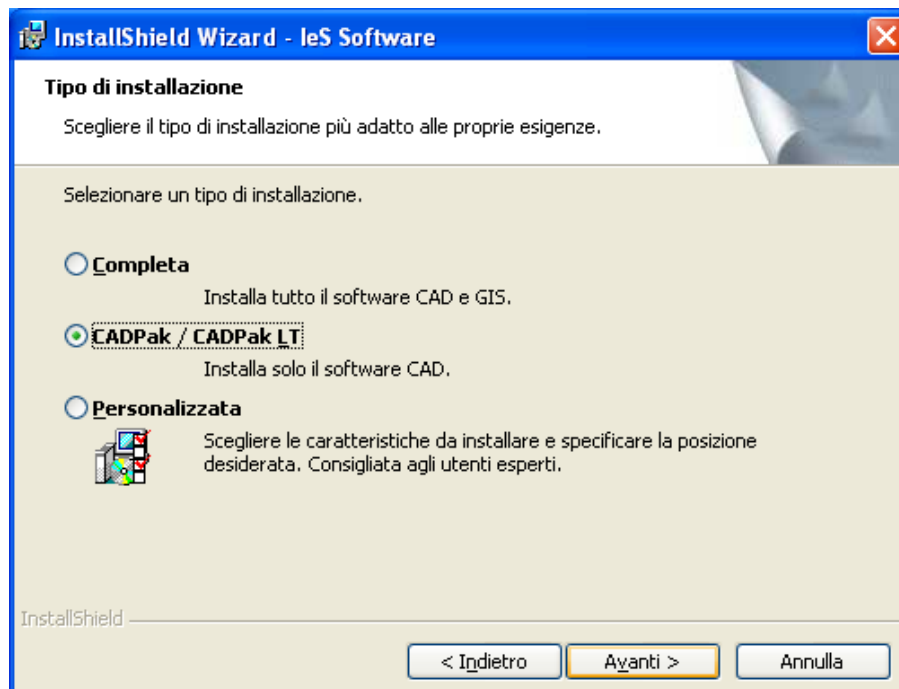 InstallShield Wizard - IeS Software
Tipo di installazione
Scegliere il tipo di installazione più adatto alle proprie esigenze.
Selezionare un tipo di installazione.
Completa
Installa tutto il software CAD e GIS.
CADPak / CADPak LT
Installa solo il software CAD.
Personalizzata
Scegliere le caratteristiche da installare e specificare la posizione
desiderata. Consigliata agli utenti esperti.
InstallShield
< Indietro
Avanti >
Annulla